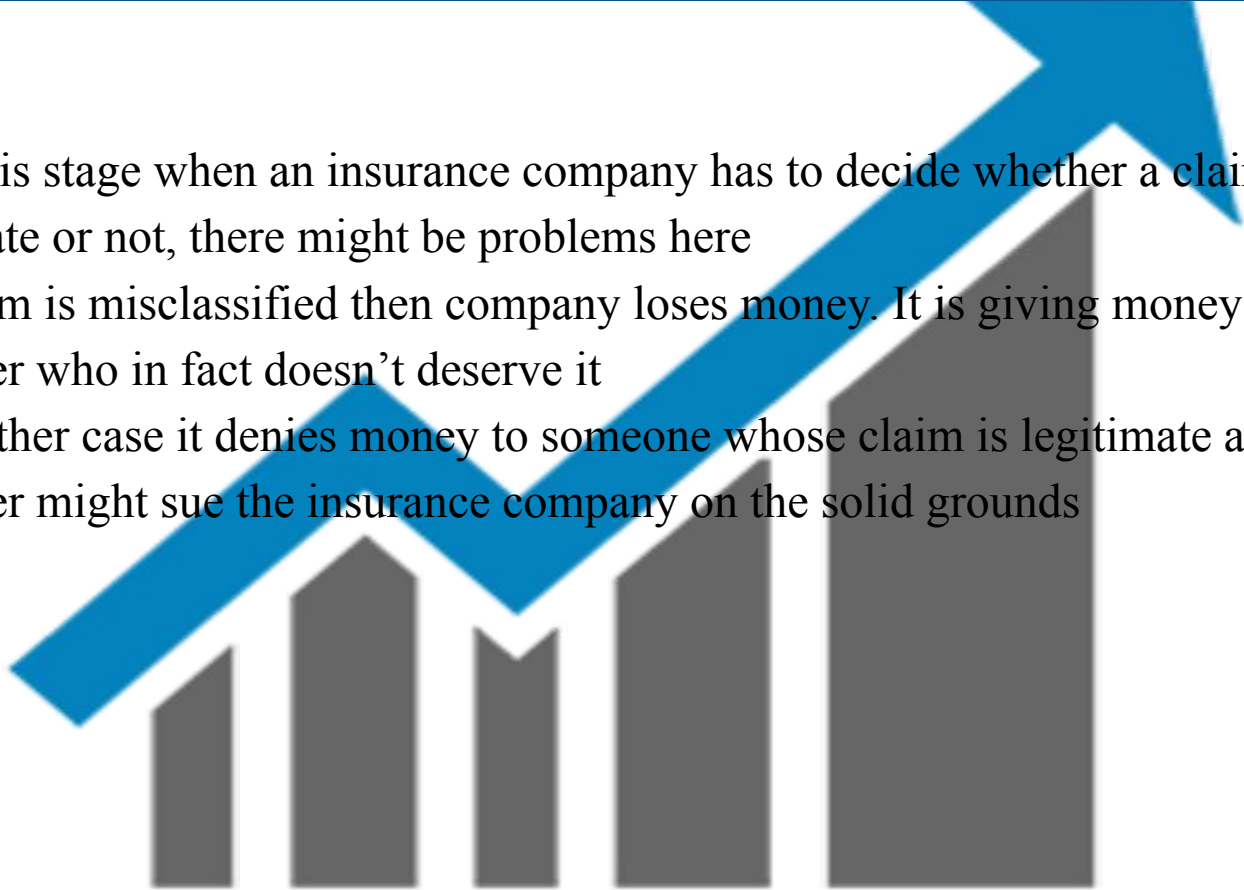 is stage when an insurance company has to decide whether a clai
ate or not, there might be problems here
m is misclassified then company loses money. It is giving money
er who in fact doesn’t deserve it
ther case it denies money to someone whose claim is legitimate a
er might sue the insurance company on the solid grounds